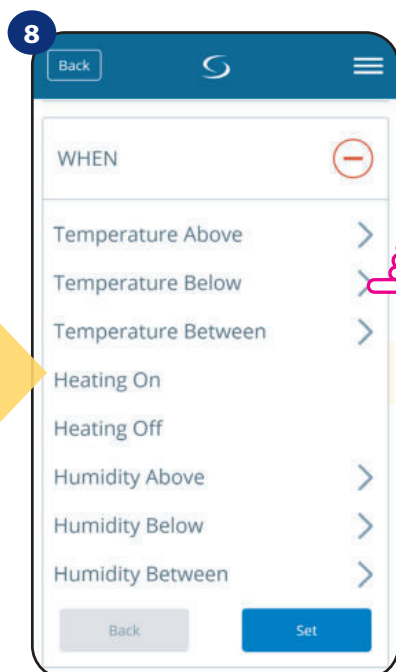 8
Back
WHEN
Temperature Above
Temperature Below
Temperature Between
Heating On
Heating Off
Humidity Above
Humidity Below
Humidity Between
Back Set